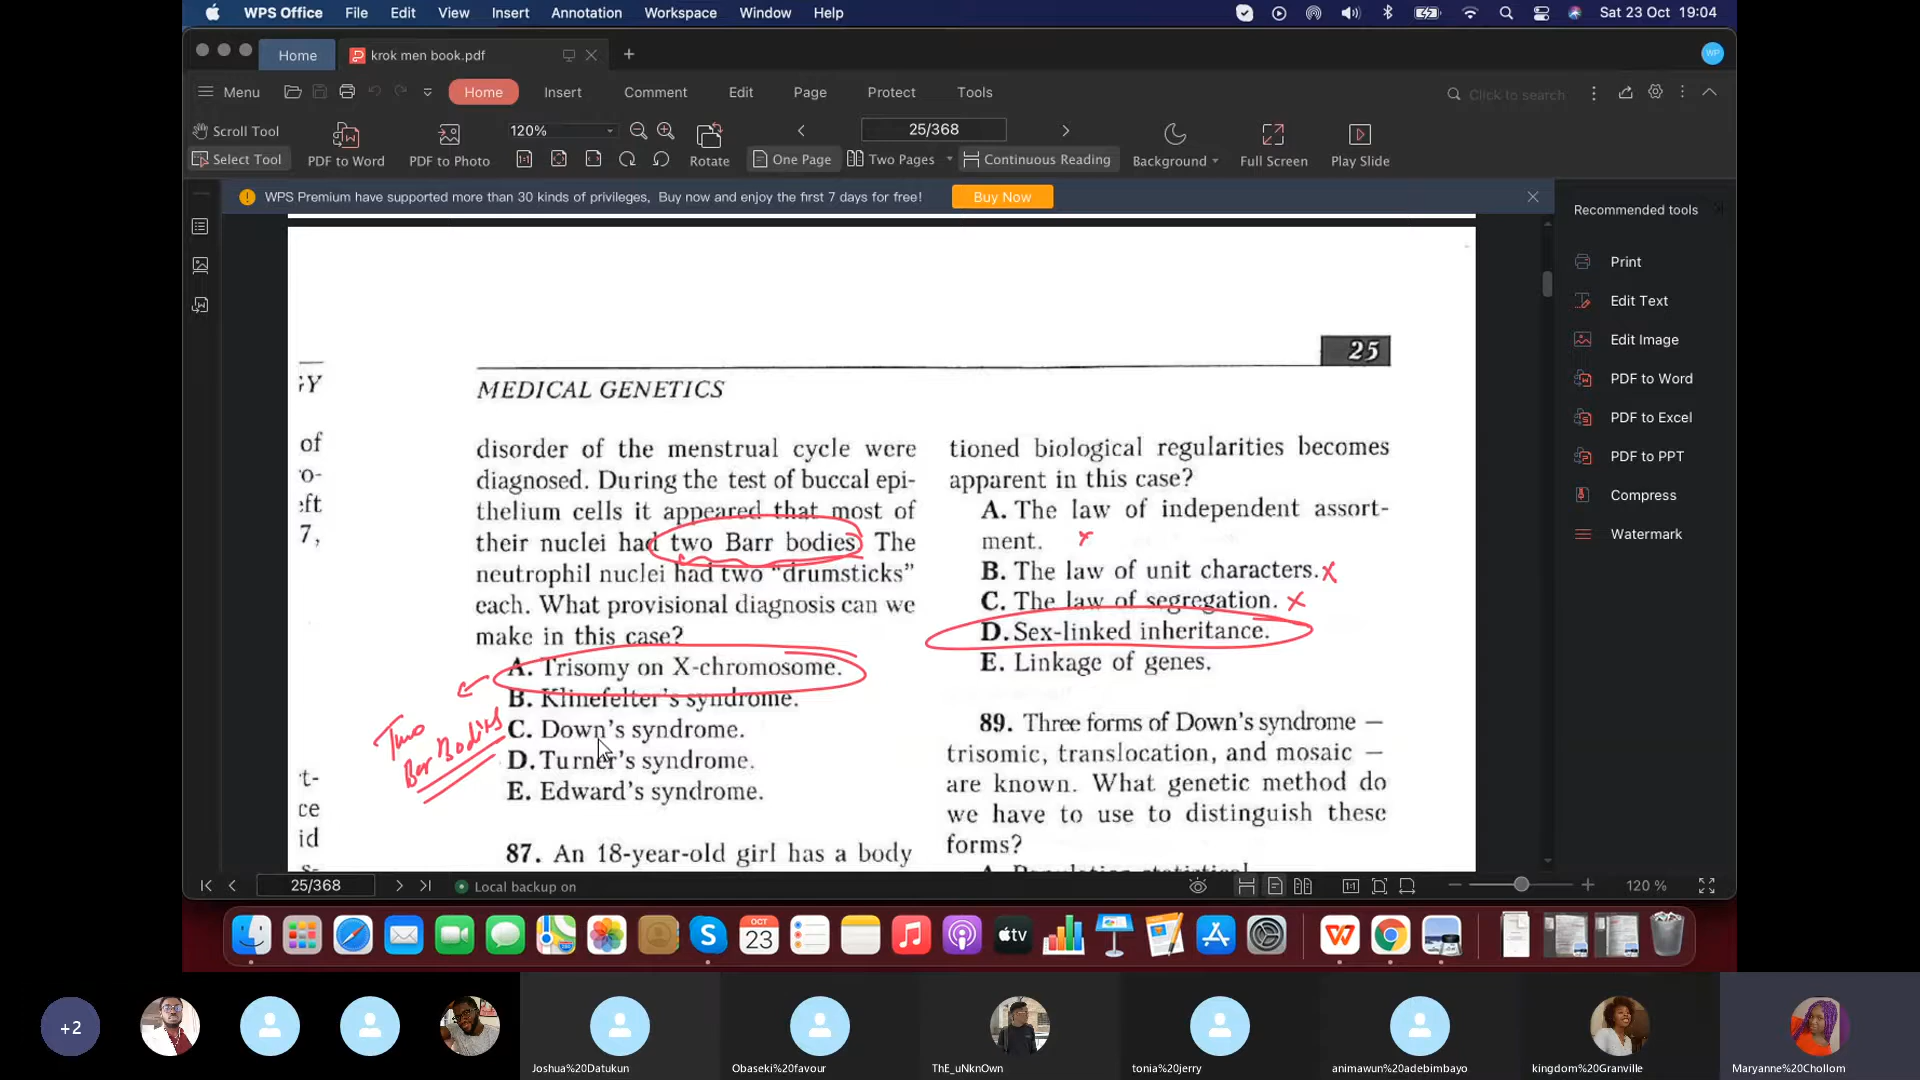 WPS Office File Edit View Insert Annotation Workspace Window Help Sat 23 Oct 19:04
Home krok men book.pdf WP
Menu Home Insert Comment Edit Page Protect Tools Click to search
Scroll Tool 120% 25/368
Select Tool PDF to Word PDF to Photo Rotate One Page Two Pages Continuous Reading Background Full Screen Play Slide
WPS Premium have supported more than 30 kinds of privileges, Buy now and enjoy the first 7 days for free! Buy Now
Recommended tools
Print
Edit Text
Edit Image
PDF to Word
PDF to Excel
PDF to PPT
Compress
Watermark
25
MEDICAL GENETICS
disorder of the menstrual cycle were
diagnosed. During the test of buccal epi-
thelium cells it appeared that most of
their nuclei had two Barr bodies. The
neutrophil nuclei had two "drumsticks"
each. What provisional diagnosis can we
make in this case?
A. Trisomy on X-chromosome.
B. Klinefelter's syndrome.
C. Down's syndrome.
D. Turner's syndrome.
E. Edward's syndrome.
Two
Bar Bodies
87. An 18-year-old girl has a body
tioned biological regularities becomes
apparent in this case?
A. The law of independent assort-
ment. x
B. The law of unit characters. x
C. The law of segregation. x
D. Sex-linked inheritance.
E. Linkage of genes.
89. Three forms of Down's syndrome —
trisomic, translocation, and mosaic —
are known. What genetic method do
we have to use to distinguish these
forms?
A. Population statistical
GY
of
ro-
eft
7,
rt-
ce
id
s-
25/368 Local backup on 120 %
OCT
23
tv
+2
Joshua%20Datukun Obaseki%20favour ThE_uNknOwn tonia%20jerry animawun%20adebimbayo kingdom%20Granville Maryanne%20Chollom